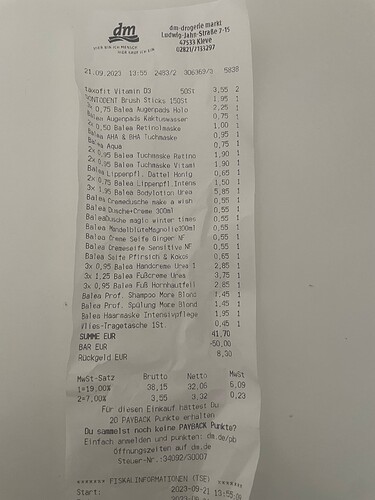 dm
HIER BIN ICH MENSCH
HIER KAUF ICH EIN
dm-drogerie markt
Ludwig-Jahn-Straße 7-15
47533 Kleve
02821/7133297
21.09.2023 13:55 2483/2 306369/3 5838
Taxofit Vitamin D3 50St 3,55 2
DONTODENT Brush Sticks 150St 1,95 1
3x 0,75 Balea Augenpads Holo 2,25 1
Balea Augenpads Kaktuswasser 0,75 1
2x 0,50 Balea Retinolmaske 1,00 1
Balea AHA & BHA Tuchmaske 0,95 1
Balea Aqua 0,75 1
2x 0,95 Balea Tuchmaske Retino 1,90 1
2x 0,95 Balea Tuchmaske Vitami 1,90 1
Balea Lippenpfl. Dattel Honig 0,65 1
2x 0,75 Balea Lippenpfl.Intens 1,50 1
3x 1,95 Balea Bodylotion Urea 5,85 1
Balea Cremedusche make a wish 0,55 1
Balea Dusche+Creme 300ml 0,55 1
BaleaDusche magic winter times 0,55 1
Balea MandelblüteMagnolie300ml 0,55 1
Balea Creme Seife Ginger NF 0,55 1
Balea Cremeseife Sensitive NF 0,55 1
Balea Seife Pfirsich & Kokos 0,65 1
3x 0,95 Balea Handcreme Urea 1 2,85 1
3x 1,25 Balea Fußcreme Urea 3,75 1
3x 0,95 Balea Fuß Hornhautfell 2,85 1
Balea Prof. Shampoo More Blond 1,45 1
Balea Prof. Spülung More Blond 1,45 1
Balea Haarmaske Intensivpflege 1,95 1
Vlies-Tragetasche 1St. 0,45 1
SUMME EUR 41,70
BAR EUR -50,00
Rückgeld EUR 8,30
MwSt-Satz Brutto Netto MwSt
1=19,00% 38,15 32,06 6,09
2=7,00% 3,55 3,32 0,23
Für diesen Einkauf hättest Du
20 PAYBACK Punkte erhalten
Du sammelst noch keine PAYBACK Punkte?
Einfach anmelden und punkten: dm.de/pb
Öffnungszeiten auf dm.de
Steuer-Nr.:34092/30007
******* FISKALINFORMATIONEN (TSE) *******
Start: 2023-09-21 13:55:09